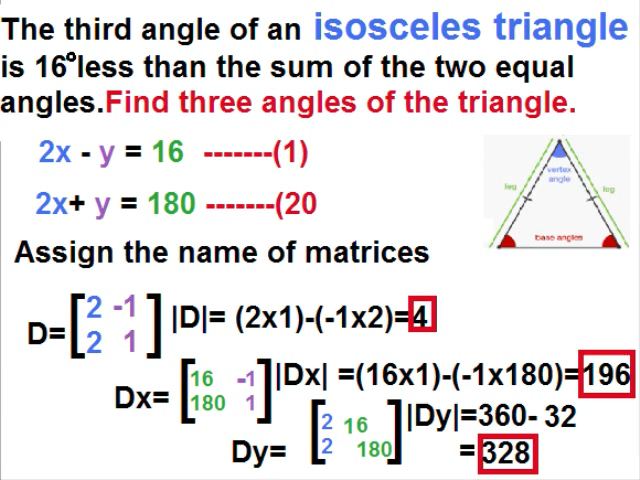 The third angle of an isosceles triangle
is 16° less than the sum of the two equal
angles.Find three angles of the triangle.
2x - y = 16 -------(1)
2x+ y = 180 -------(20
vertex
angle
leg
leg
base angles
Assign the name of matrices
D= [2 -1
2 1] |D|= (2x1)-(-1x2)=4
Dx= [16 -1
180 1] |Dx| =(16x1)-(-1x180)=196
Dy= [2 16
2 180] |Dy|=360- 32
= 328